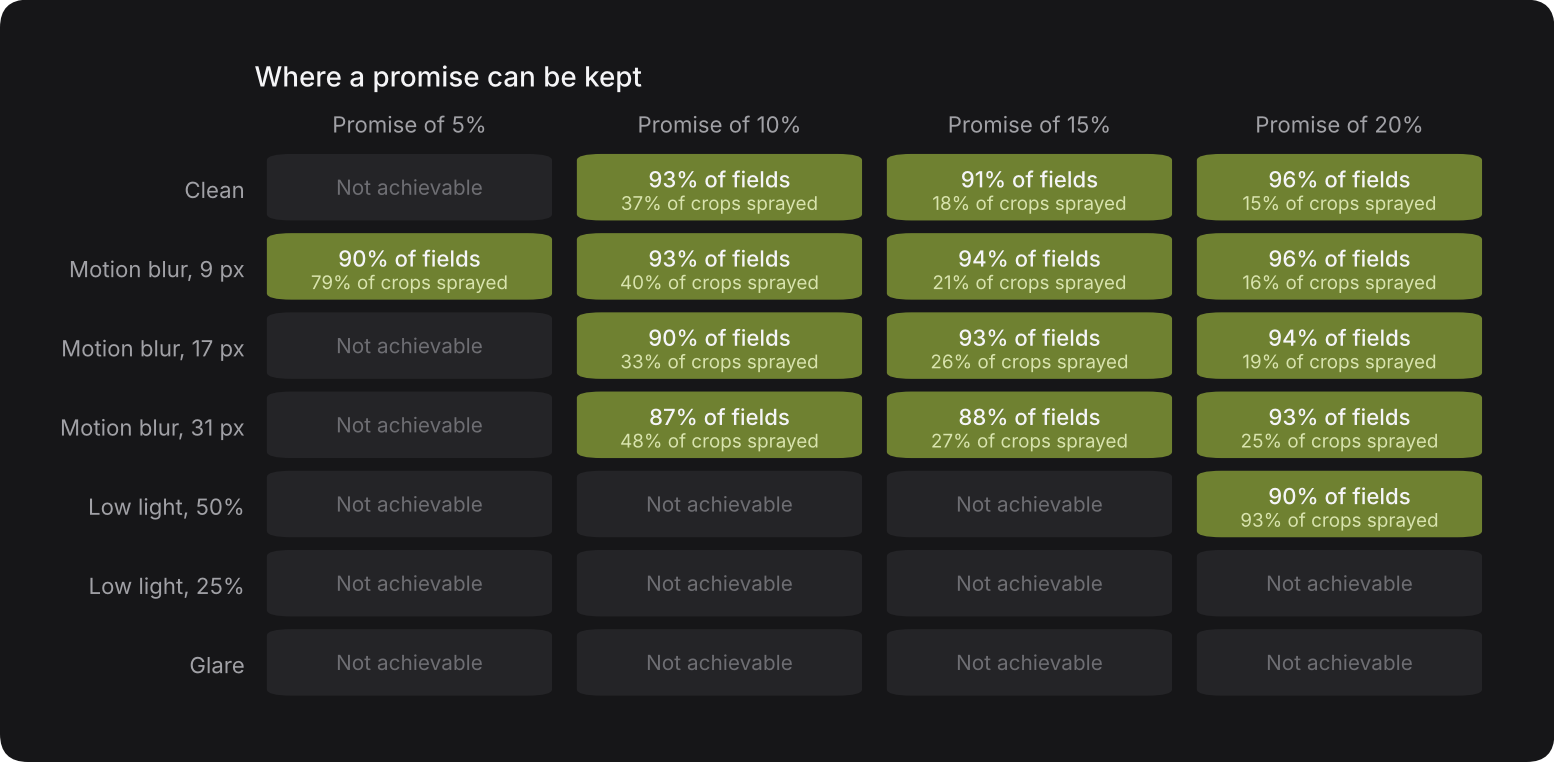 Where a promise can be kept
Promise of 5% Promise of 10% Promise of 15% Promise of 20%
Clean
Not achievable
93% of fields
37% of crops sprayed
91% of fields
18% of crops sprayed
96% of fields
15% of crops sprayed
Motion blur, 9 px
90% of fields
79% of crops sprayed
93% of fields
40% of crops sprayed
94% of fields
21% of crops sprayed
96% of fields
16% of crops sprayed
Motion blur, 17 px
Not achievable
90% of fields
33% of crops sprayed
93% of fields
26% of crops sprayed
94% of fields
19% of crops sprayed
Motion blur, 31 px
Not achievable
87% of fields
48% of crops sprayed
88% of fields
27% of crops sprayed
93% of fields
25% of crops sprayed
Low light, 50%
Not achievable
Not achievable
Not achievable
90% of fields
93% of crops sprayed
Low light, 25%
Not achievable
Not achievable
Not achievable
Not achievable
Glare
Not achievable
Not achievable
Not achievable
Not achievable